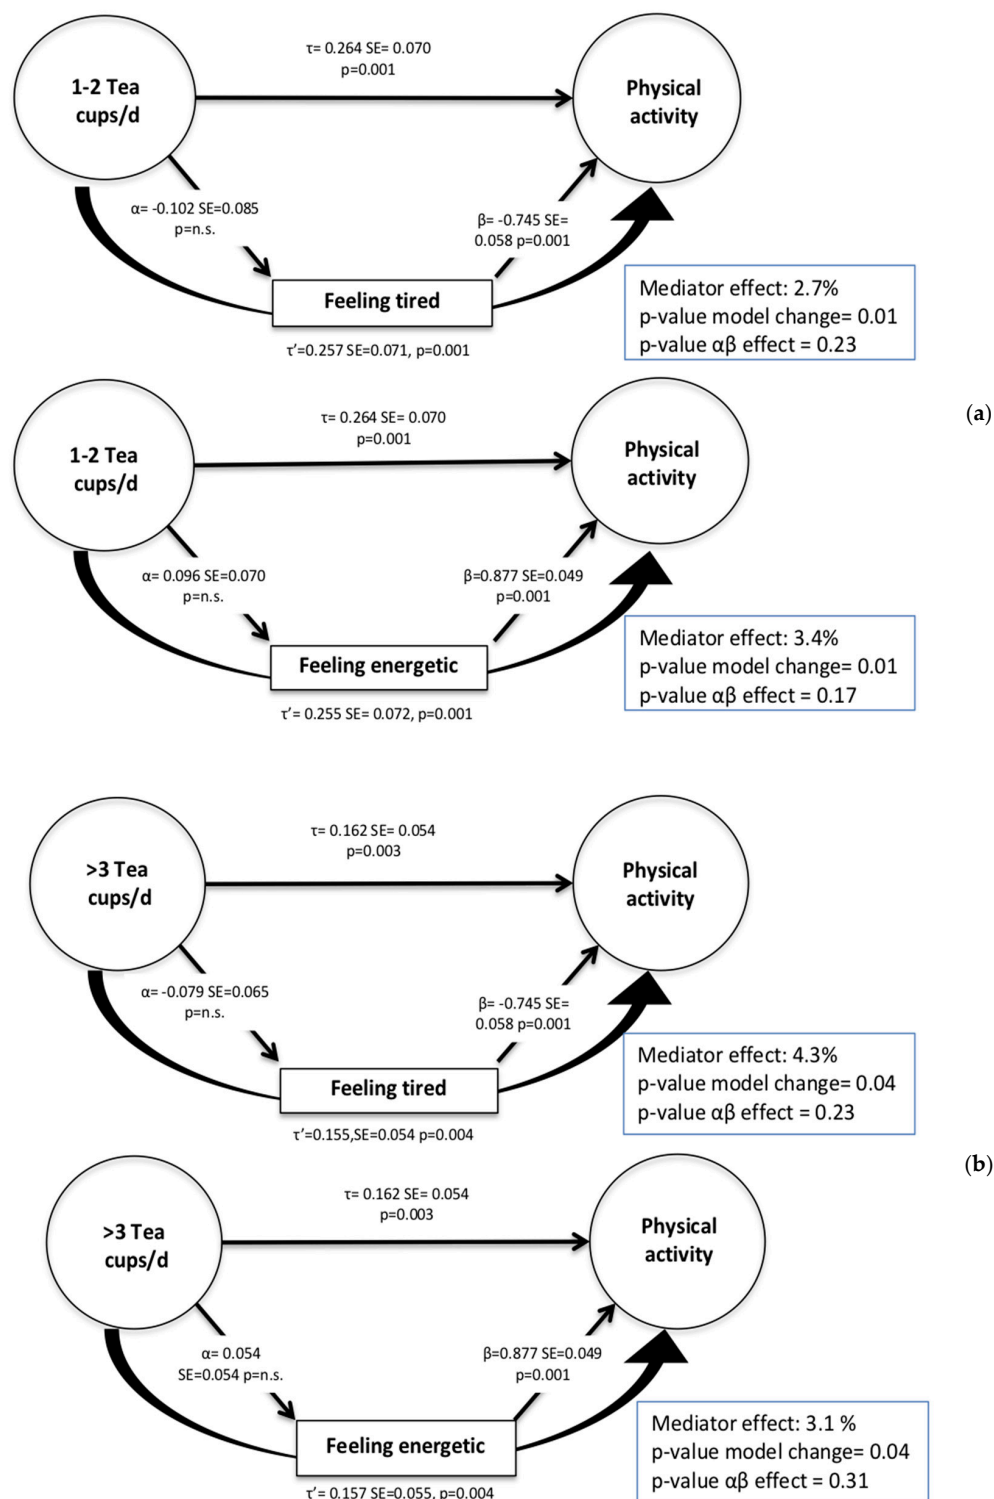 τ= 0.264 SE= 0.070
p=0.001
1-2 Tea
cups/d
Physical
activity
α= -0.102 SE=0.085
p=n.s.
β= -0.745 SE=
0.058 p=0.001
Feeling tired
τ’=0.257 SE=0.071, p=0.001
Mediator effect: 2.7%
p-value model change= 0.01
p-value αβ effect = 0.23
(a)
τ= 0.264 SE= 0.070
p=0.001
1-2 Tea
cups/d
Physical
activity
α= 0.096 SE=0.070
p=n.s.
β=0.877 SE=0.049
p=0.001
Feeling energetic
τ’= 0.255 SE= 0.072, p=0.001
Mediator effect: 3.4%
p-value model change= 0.01
p-value αβ effect = 0.17
τ= 0.162 SE= 0.054
p=0.003
>3 Tea
cups/d
Physical
activity
α= -0.079 SE=0.065
p=n.s.
β= -0.745 SE=
0.058 p=0.001
Feeling tired
τ’=0.155,SE=0.054 p=0.004
Mediator effect: 4.3%
p-value model change= 0.04
p-value αβ effect = 0.23
(b)
τ= 0.162 SE= 0.054
p=0.003
>3 Tea
cups/d
Physical
activity
α= 0.054
SE=0.054 p=n.s.
β=0.877 SE=0.049
p=0.001
Feeling energetic
τ’= 0.157 SE=0.055, p=0.004
Mediator effect: 3.1 %
p-value model change= 0.04
p-value αβ effect = 0.31